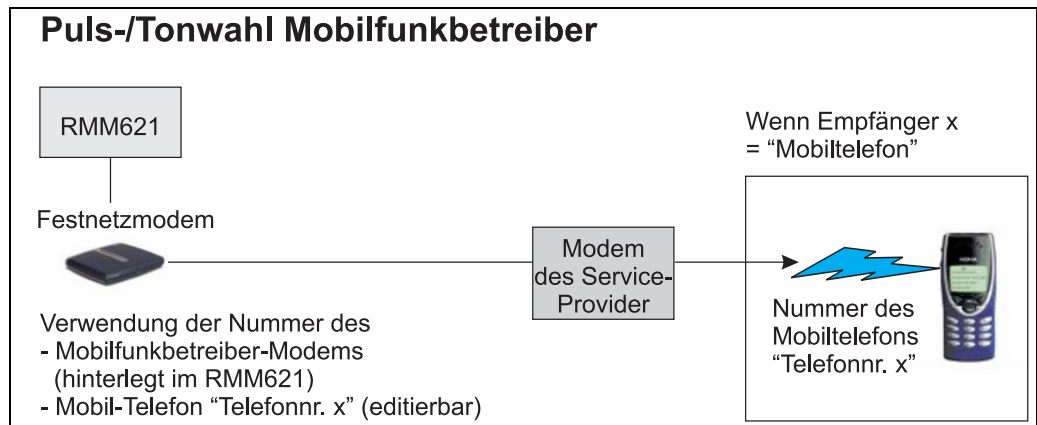 Puls-/Tonwahl Mobilfunkbetreiber
RMM621
Festnetzmodem
Verwendung der Nummer des
- Mobilfunkbetreiber-Modems
(hinterlegt im RMM621)
- Mobil-Telefon “Telefonnr. x” (editierbar)
Modem
des Service-
Provider
Wenn Empfänger x
= “Mobiltelefon”
NOKIA
Nummer des
Mobiltelefons
“Telefonnr. x”